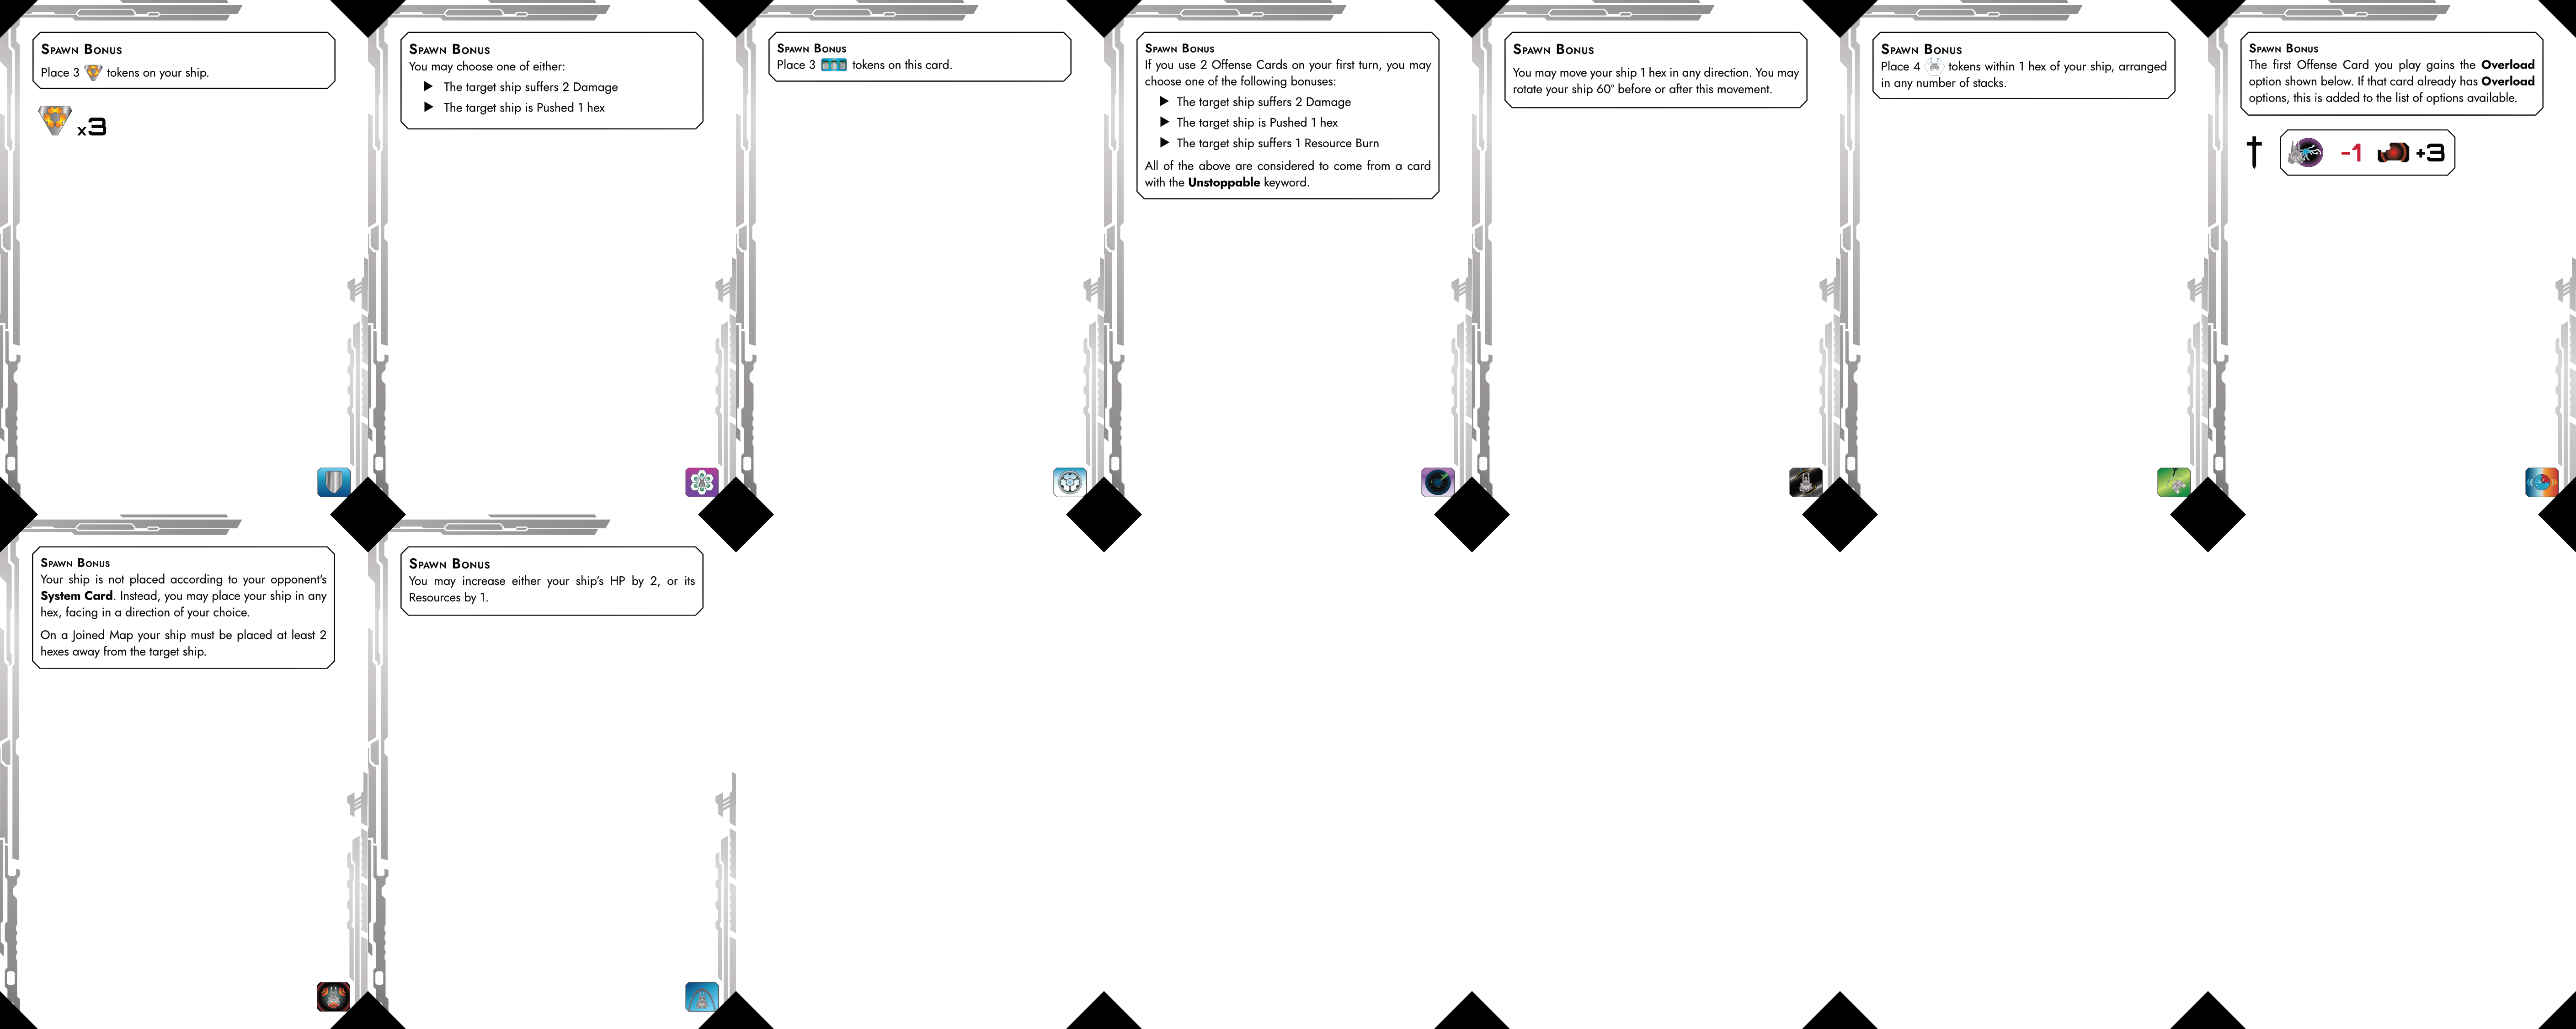 Spawn Bonus
Place 3 tokens on your ship.
x3
Spawn Bonus
You may choose one of either:
The target ship suffers 2 Damage
The target ship is Pushed 1 hex
Spawn Bonus
Place 3 tokens on this card.
Spawn Bonus
If you use 2 Offense Cards on your first turn, you may
choose one of the following bonuses:
The target ship suffers 2 Damage
The target ship is Pushed 1 hex
The target ship suffers 1 Resource Burn
All of the above are considered to come from a card
with the Unstoppable keyword.
Spawn Bonus
You may move your ship 1 hex in any direction. You may
rotate your ship 60° before or after this movement.
Spawn Bonus
Place 4 tokens within 1 hex of your ship, arranged
in any number of stacks.
Spawn Bonus
The first Offense Card you play gains the Overload
option shown below. If that card already has Overload
options, this is added to the list of options available.
-1 +3
Spawn Bonus
Your ship is not placed according to your opponent's
System Card. Instead, you may place your ship in any
hex, facing in a direction of your choice.
On a Joined Map your ship must be placed at least 2
hexes away from the target ship.
Spawn Bonus
You may increase either your ship's HP by 2, or its
Resources by 1.